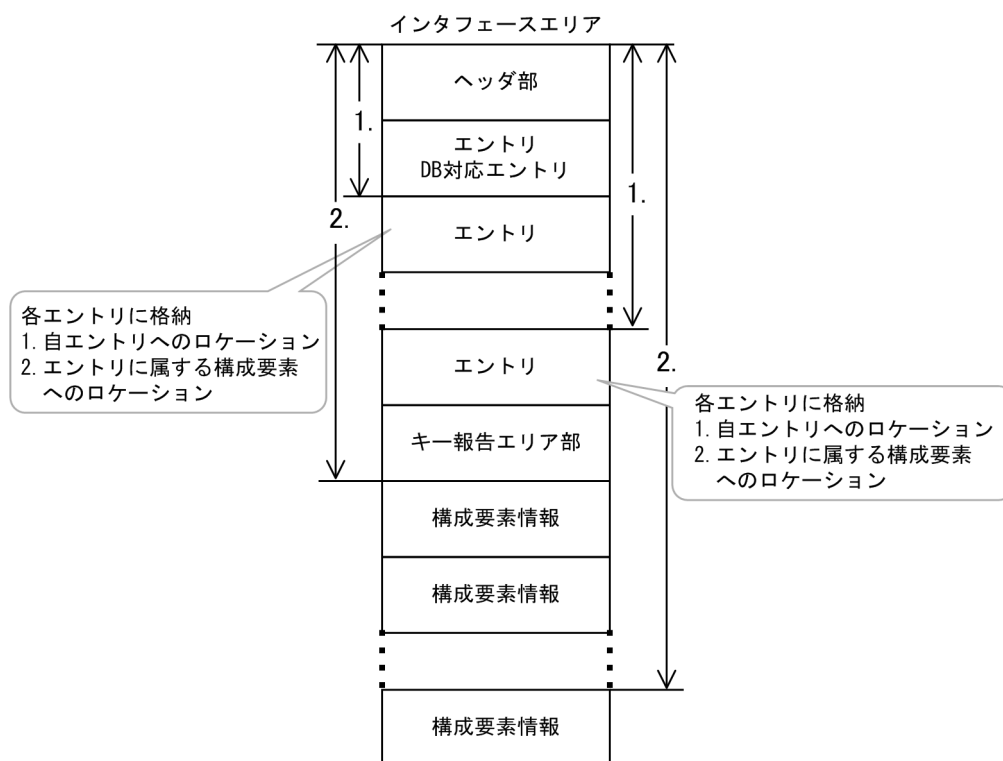 インタフェースエリア
ヘッダ部
1.
エントリ
DB対応エントリ
1.
2.
エントリ
各エントリに格納
1. 自エントリへのロケーション
2. エントリに属する構成要素
へのロケーション
エントリ
2.
各エントリに格納
1. 自エントリへのロケーション
2. エントリに属する構成要素
へのロケーション
キー報告エリア部
構成要素情報
構成要素情報
構成要素情報